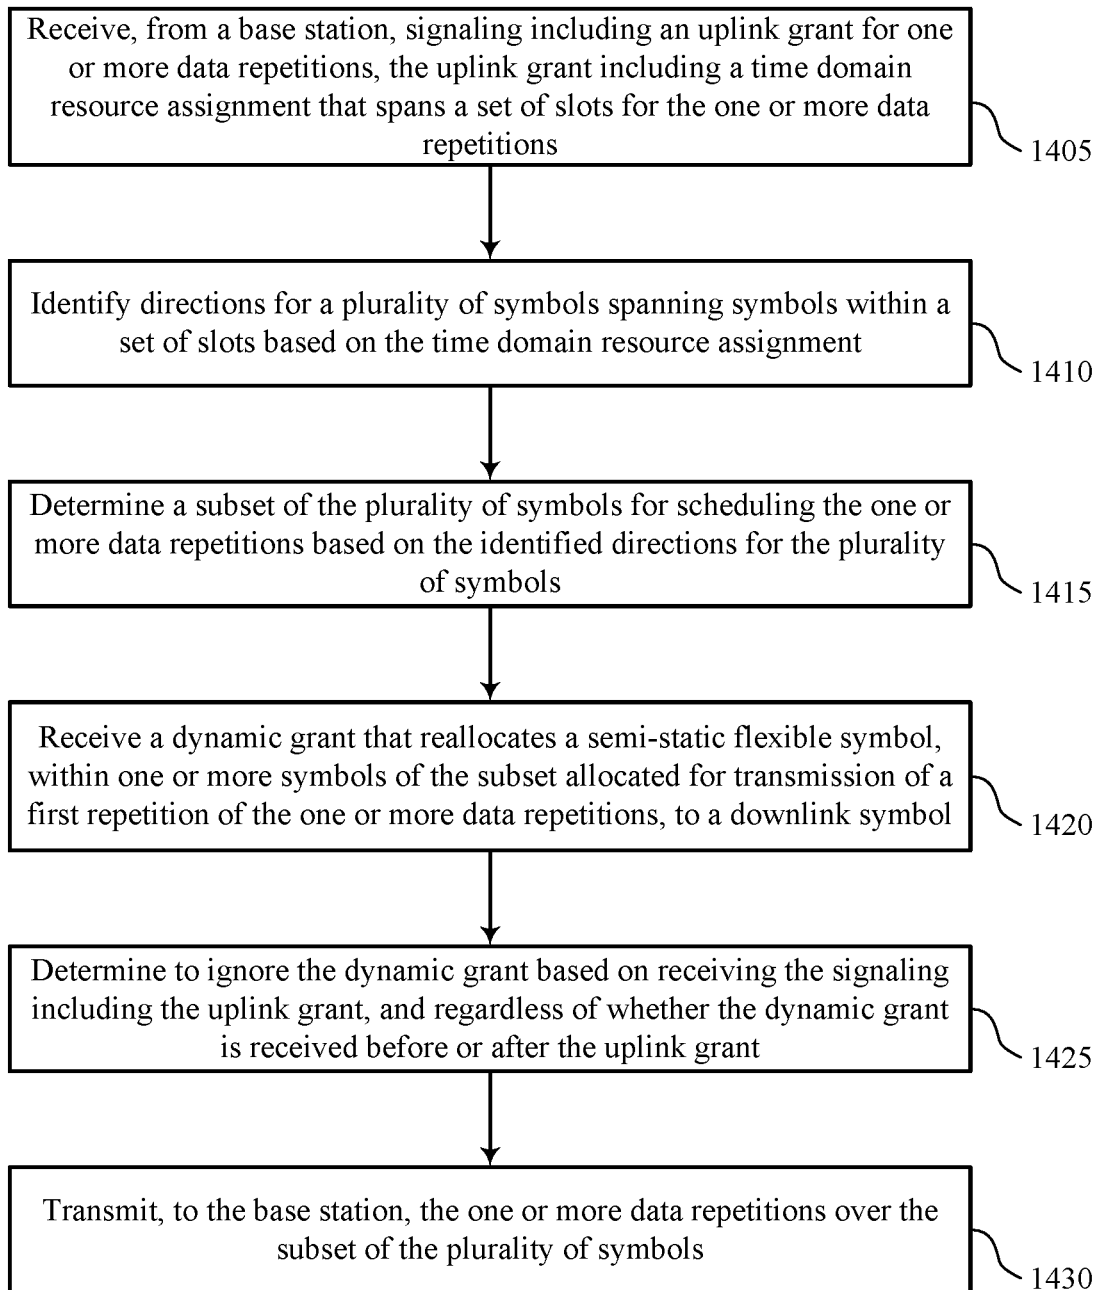 Receive, from a base station, signaling including an uplink grant for one
or more data repetitions, the uplink grant including a time domain
resource assignment that spans a set of slots for the one or more data
repetitions
1405
Identify directions for a plurality of symbols spanning symbols within a
set of slots based on the time domain resource assignment
1410
Determine a subset of the plurality of symbols for scheduling the one or
more data repetitions based on the identified directions for the plurality
of symbols
1415
Receive a dynamic grant that reallocates a semi-static flexible symbol,
within one or more symbols of the subset allocated for transmission of a
first repetition of the one or more data repetitions, to a downlink symbol
1420
Determine to ignore the dynamic grant based on receiving the signaling
including the uplink grant, and regardless of whether the dynamic grant
is received before or after the uplink grant
1425
Transmit, to the base station, the one or more data repetitions over the
subset of the plurality of symbols
1430